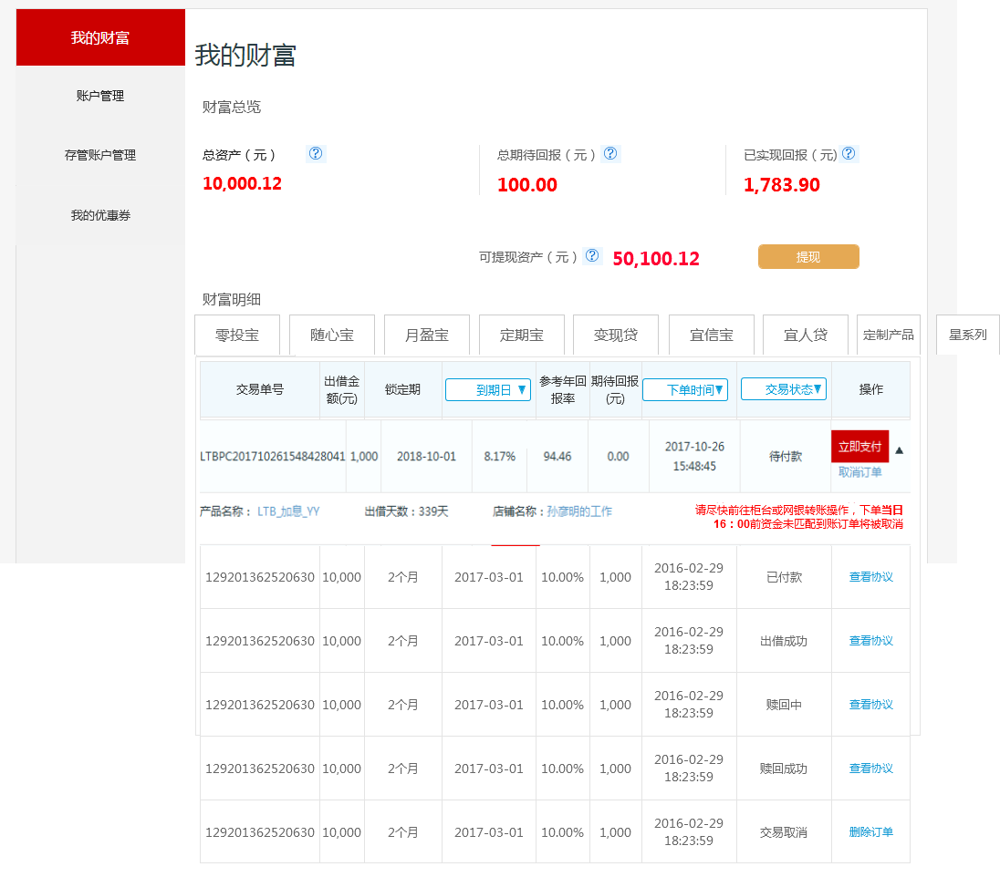 我的财富
账户管理
存管账户管理
我的优惠券
我的财富
财富总览
总资产（元） ? 总期待回报（元） ? 已实现回报（元) ?
10,000.12 100.00 1,783.90
可提现资产（元） ? 50,100.12 提现
财富明细
零投宝 随心宝 月盈宝 定期宝 变现贷 宜信宝 宜人贷 定制产品 星系列
交易单号 出借金额(元) 锁定期 到期日▼ 参考年回报率 期待回报(元) 下单时间▼ 交易状态▼ 操作
LTBPC201710261548428041 1,000 2018-10-01 8.17% 94.46 0.00 2017-10-26 15:48:45 待付款 立即支付 ▲
取消订单
产品名称： LTB_加息_YY 出借天数：339天 店铺名称：孙彦明的工作 请尽快前往柜台或网银转账操作，下单当日
16：00前资金未匹配到账订单将被取消
129201362520630 10,000 2个月 2017-03-01 10.00% 1,000 2016-02-29 18:23:59 已付款 查看协议
129201362520630 10,000 2个月 2017-03-01 10.00% 1,000 2016-02-29 18:23:59 出借成功 查看协议
129201362520630 10,000 2个月 2017-03-01 10.00% 1,000 2016-02-29 18:23:59 赎回中 查看协议
129201362520630 10,000 2个月 2017-03-01 10.00% 1,000 2016-02-29 18:23:59 赎回成功 查看协议
129201362520630 10,000 2个月 2017-03-01 10.00% 1,000 2016-02-29 18:23:59 交易取消 删除订单